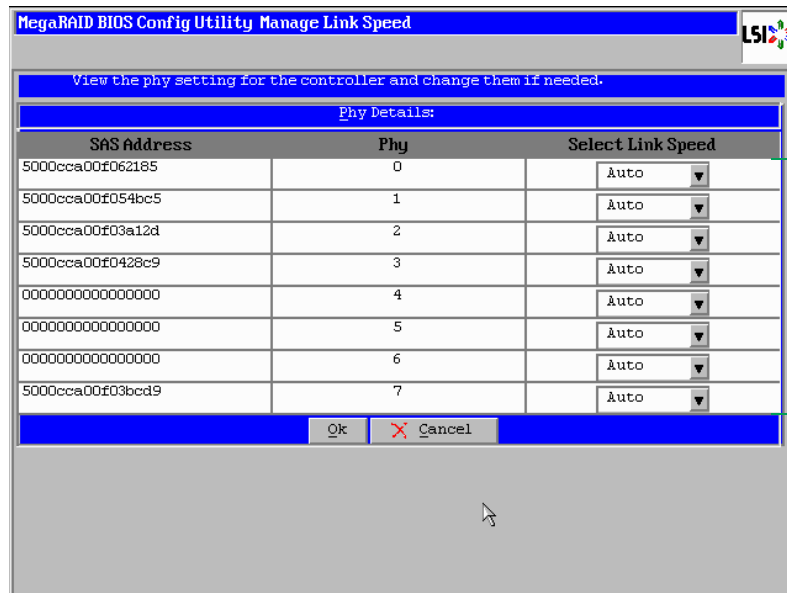 MegaRAID BIOS Config Utility Manage Link Speed
LSI
View the phy setting for the controller and change them if needed.
Phy Details:
SAS Address Phy Select Link Speed
5000cca00f062185 0 Auto
5000cca00f054bc5 1 Auto
5000cca00f03a12d 2 Auto
5000cca00f0428c9 3 Auto
0000000000000000 4 Auto
0000000000000000 5 Auto
0000000000000000 6 Auto
5000cca00f03bcd9 7 Auto
Ok Cancel